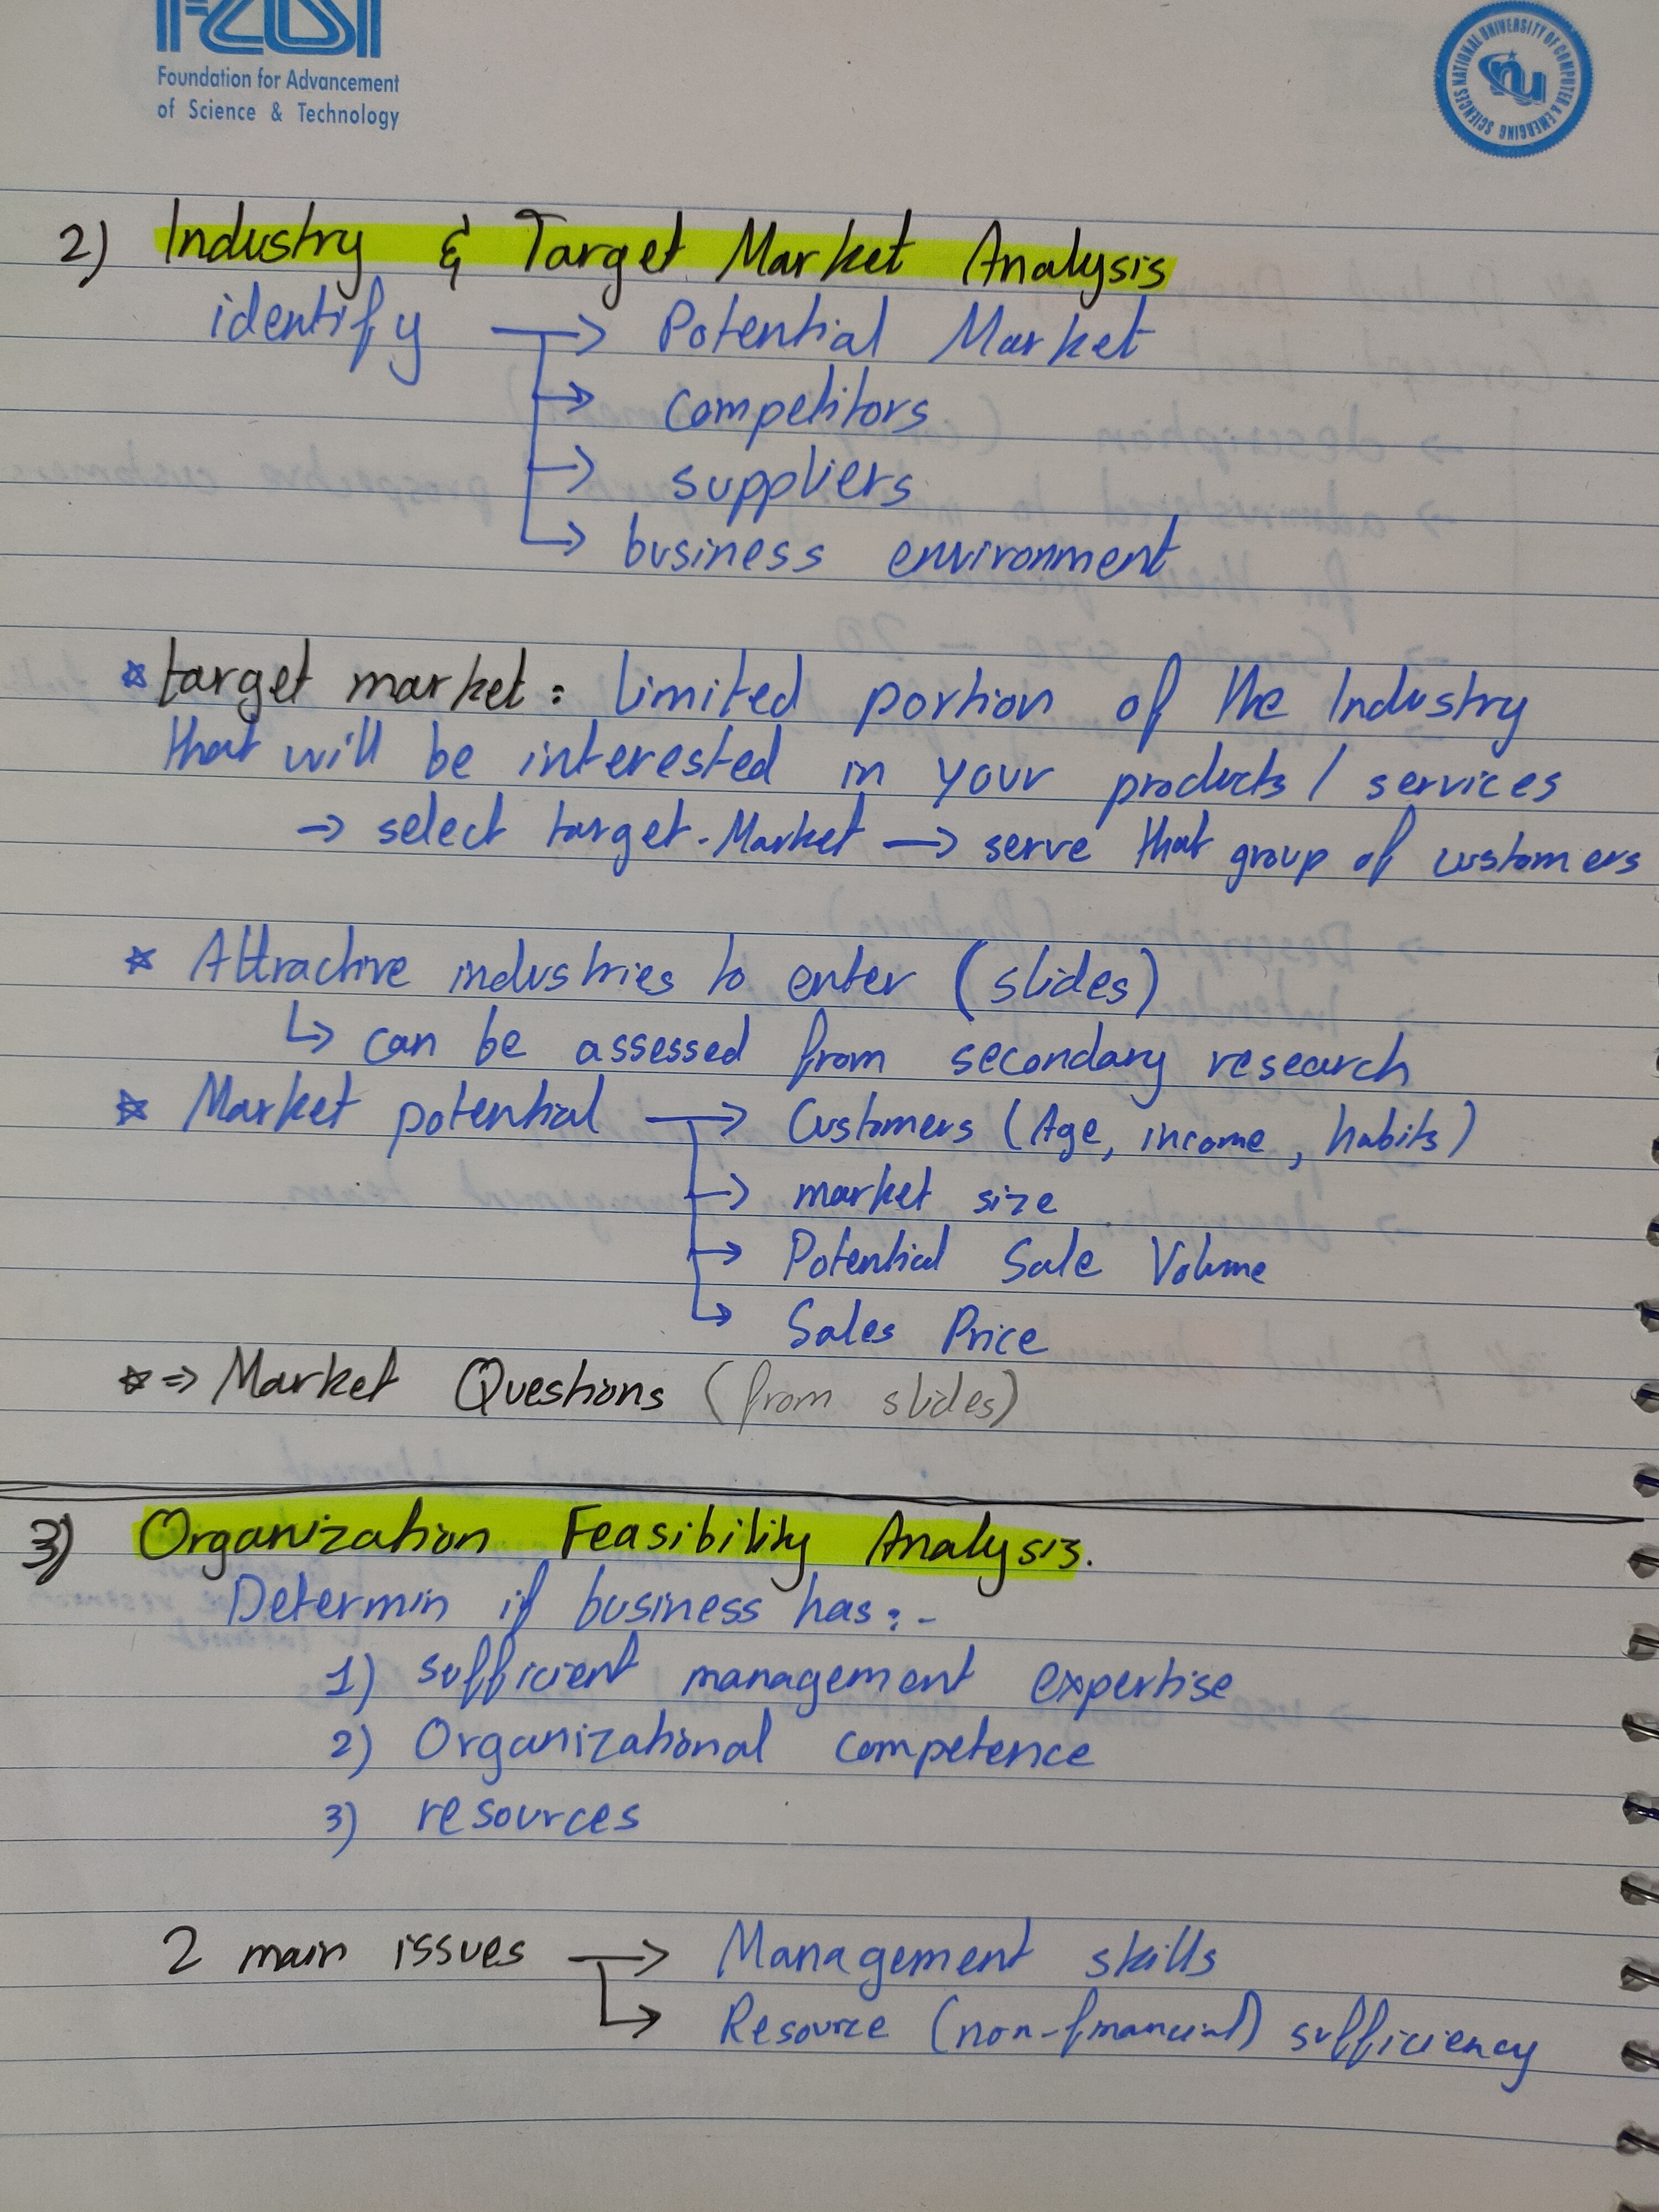 FAST
Foundation for Advancement
of Science & Technology
NATIONAL UNIVERSITY OF COMPUTER & EMERGING SCIENCES
nu
2) Industry & Target Market Analysis
identify → Potential Market
→ competitors
→ suppliers
→ business environment
☆ target market: limited portion of the Industry
that will be interested in your products / services
→ select target-Market → serve that group of customers
☆ Attractive industries to enter (slides)
↳ can be assessed from secondary research
☆ Market potential → Customers (Age, income, habits)
→ market size
→ Potential Sale Volume
↳ Sales Price
☆ ⇒ Market Questions (from slides)
3) Organization Feasibility Analysis.
Determin if business has:-
1) sufficient management expertise
2) Organizational competence
3) resources
2 main issues → Management skills
↳ Resource (non-financial) sufficiency